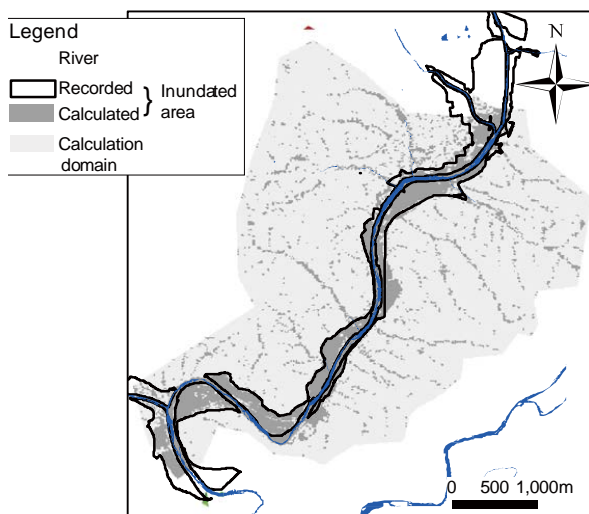 Legend
River
Recorded
Calculated
} Inundated
area
Calculation
domain
N
0 500 1,000m